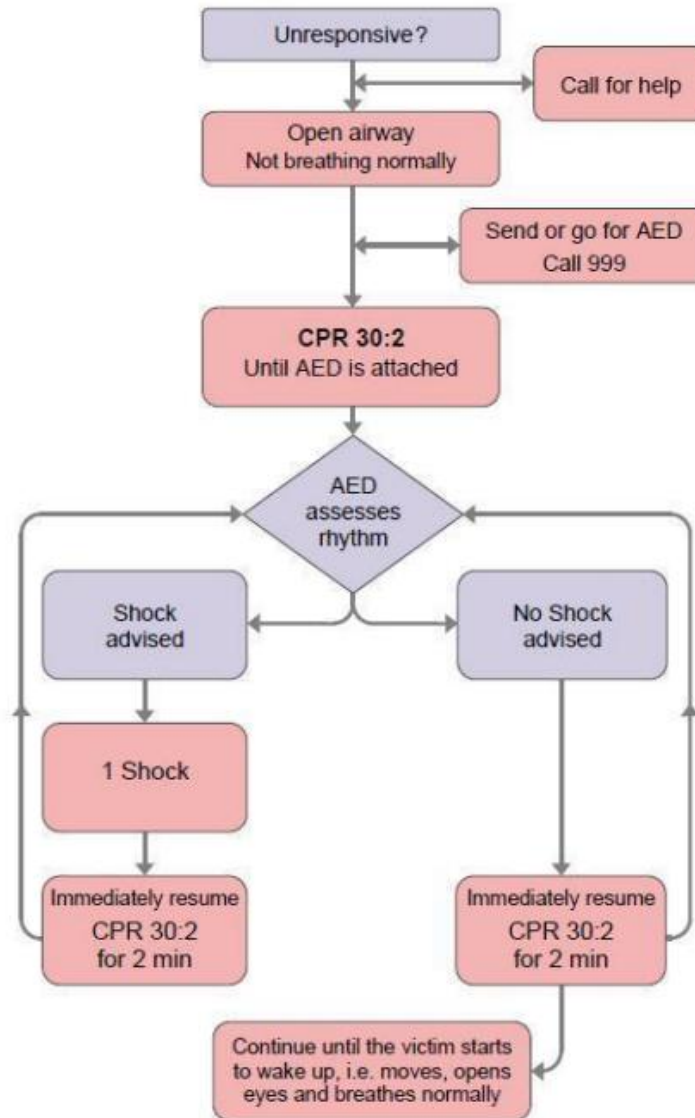 Unresponsive?
Call for help
Open airway
Not breathing normally
Send or go for AED
Call 999
CPR 30:2
Until AED is attached
AED
assesses
rhythm
Shock
advised
No Shock
advised
1 Shock
Immediately resume
CPR 30:2
for 2 min
Immediately resume
CPR 30:2
for 2 min
Continue until the victim starts
to wake up, i.e. moves, opens
eyes and breathes normally